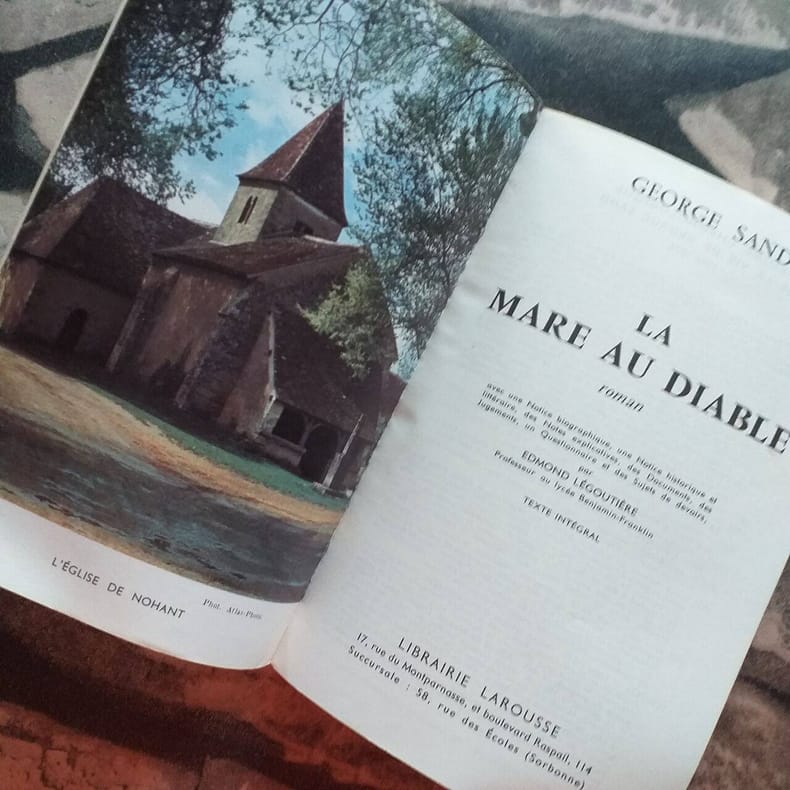 L'ÉGLISE DE NOHANT
Phot. Atlas-Photo
GEORGE SAND
LA
MARE AU DIABLE
roman
avec une Notice biographique, une Notice historique et
littéraire, des Notes explicatives, des Documents, des
Jugements, un Questionnaire et des Sujets de devoirs,
par
EDMOND LÉGOUTIÈRE
Professeur au lycée Benjamin-Franklin
TEXTE INTÉGRAL
LIBRAIRIE LAROUSSE
17, rue du Montparnasse, et boulevard Raspail, 114
Succursale : 58, rue des Écoles (Sorbonne)